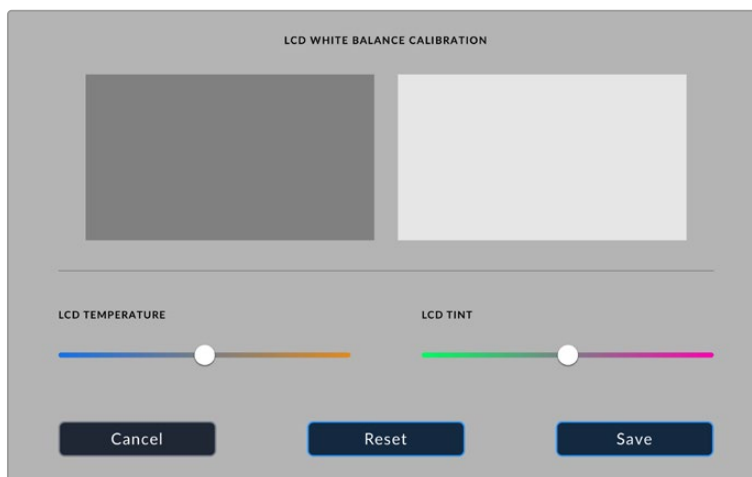 LCD WHITE BALANCE CALIBRATION
LCD TEMPERATURE
LCD TINT
Cancel
Reset
Save